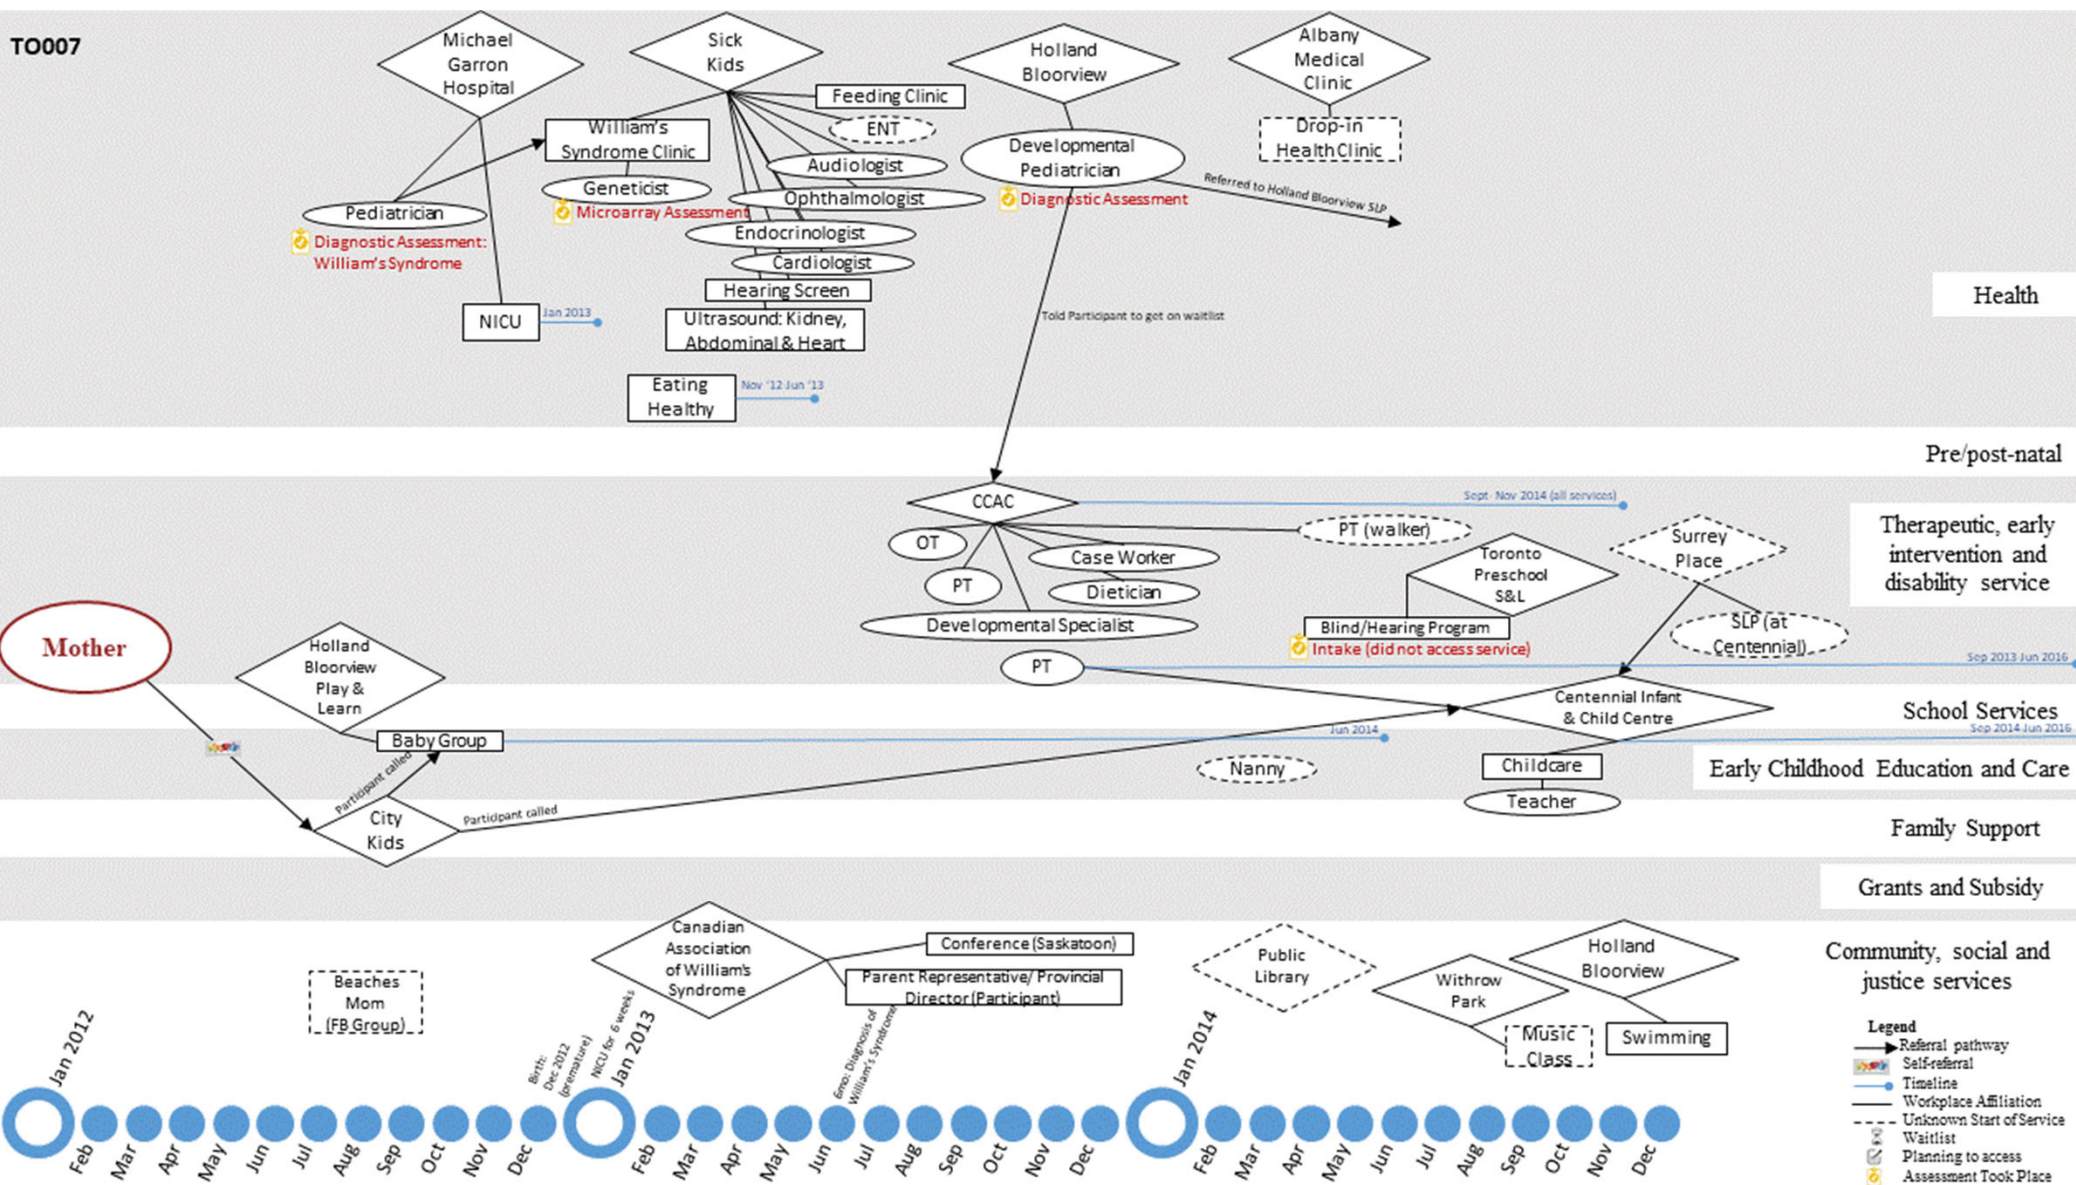 TO007
Michael
Garron
Hospital
Sick
Kids
Holland
Bloorview
Albany
Medical
Clinic
Feeding Clinic
ENT
William's
Syndrome Clinic
Drop-in
Health Clinic
Developmental
Pediatrician
Audiologist
Geneticist
Microarray Assessment
Ophthalmologist
Diagnostic Assessment
Referred to Holland Bloorview SLP
Pediatrician
Diagnostic Assessment:
William's Syndrome
Endocrinologist
Cardiologist
Hearing Screen
Ultrasound: Kidney,
Abdominal & Heart
NICU
Jan 2013
Told Participant to get on waitlist
Health
Eating
Healthy
Nov '12-Jun '13
Pre/post-natal
CCAC
Sept- Nov 2014 (all services)
OT
PT
Case Worker
Dietician
Developmental Specialist
PT (walker)
Toronto
Preschool
S&L
Surrey
Place
Therapeutic, early
intervention and
disability service
Blind/Hearing Program
Intake (did not access service)
SLP (at
Centennial)
Mother
Holland
Bloorview
Play &
Learn
PT
Sep 2013-Jun 2016
Centennial Infant
& Child Centre
School Services
Baby Group
Jun 2014
Sep 2014-Jun 2016
Participant called
Nanny
Childcare
Teacher
Early Childhood Education and Care
City
Kids
Participant called
Family Support
Grants and Subsidy
Canadian
Association
of William's
Syndrome
Conference (Saskatoon)
Parent Representative/ Provincial
Director (Participant)
Beaches
Mom
(FB Group)
Public
Library
Withrow
Park
Holland
Bloorview
Music
Class
Swimming
Community, social and
justice services
Birth:
Dec 2012
(premature)
NICU for 6 weeks
6mo: Diagnosis of
William's Syndrome
Jan 2012
Feb
Mar
Apr
May
Jun
Jul
Aug
Sep
Oct
Nov
Dec
Jan 2013
Feb
Mar
Apr
May
Jun
Jul
Aug
Sep
Oct
Nov
Dec
Jan 2014
Feb
Mar
Apr
May
Jun
Jul
Aug
Sep
Oct
Nov
Dec
Legend
Referral pathway
Self-referral
Timeline
Workplace Affiliation
Unknown Start of Service
Waitlist
Planning to access
Assessment Took Place